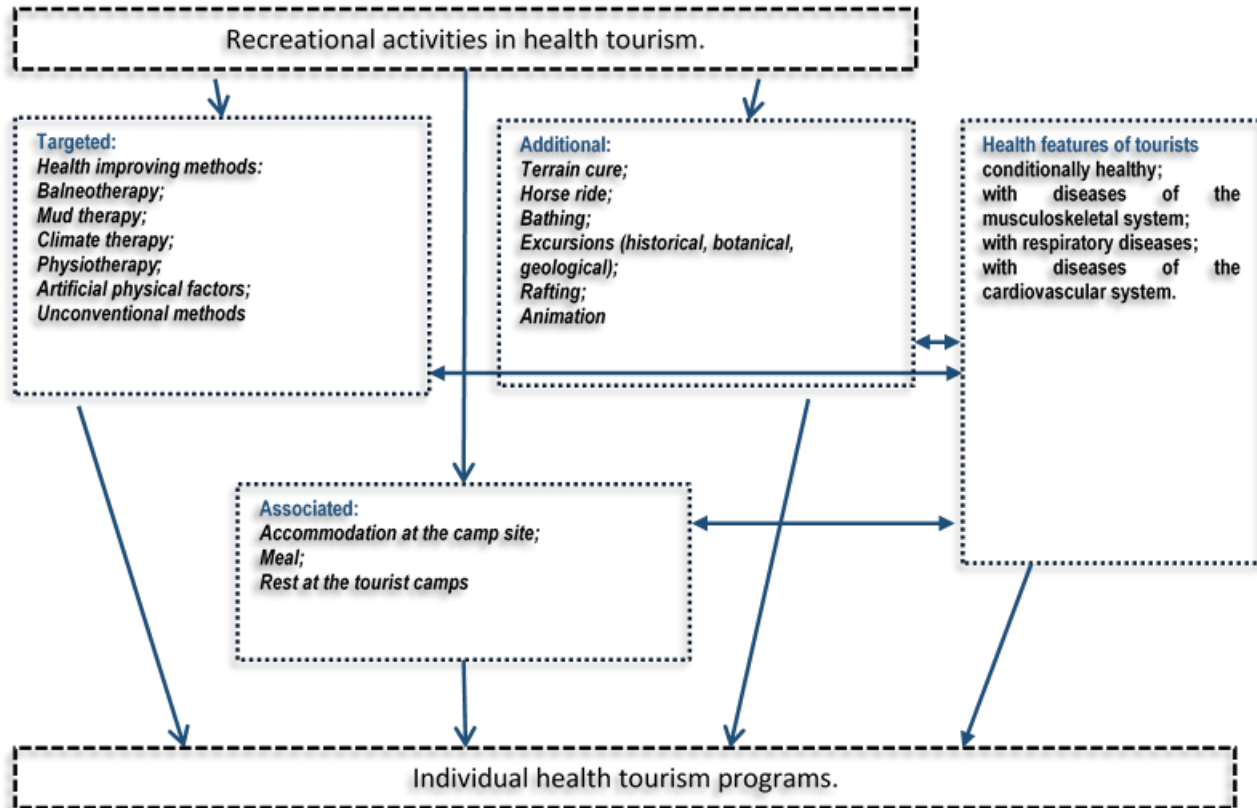 Recreational activities in health tourism.
Targeted:
Health improving methods:
Balneotherapy;
Mud therapy;
Climate therapy;
Physiotherapy;
Artificial physical factors;
Unconventional methods
Additional:
Terrain cure;
Horse ride;
Bathing;
Excursions (historical, botanical,
geological);
Rafting;
Animation
Health features of tourists
conditionally healthy;
with diseases of the
musculoskeletal system;
with respiratory diseases;
with diseases of the
cardiovascular system.
Associated:
Accommodation at the camp site;
Meal;
Rest at the tourist camps
Individual health tourism programs.